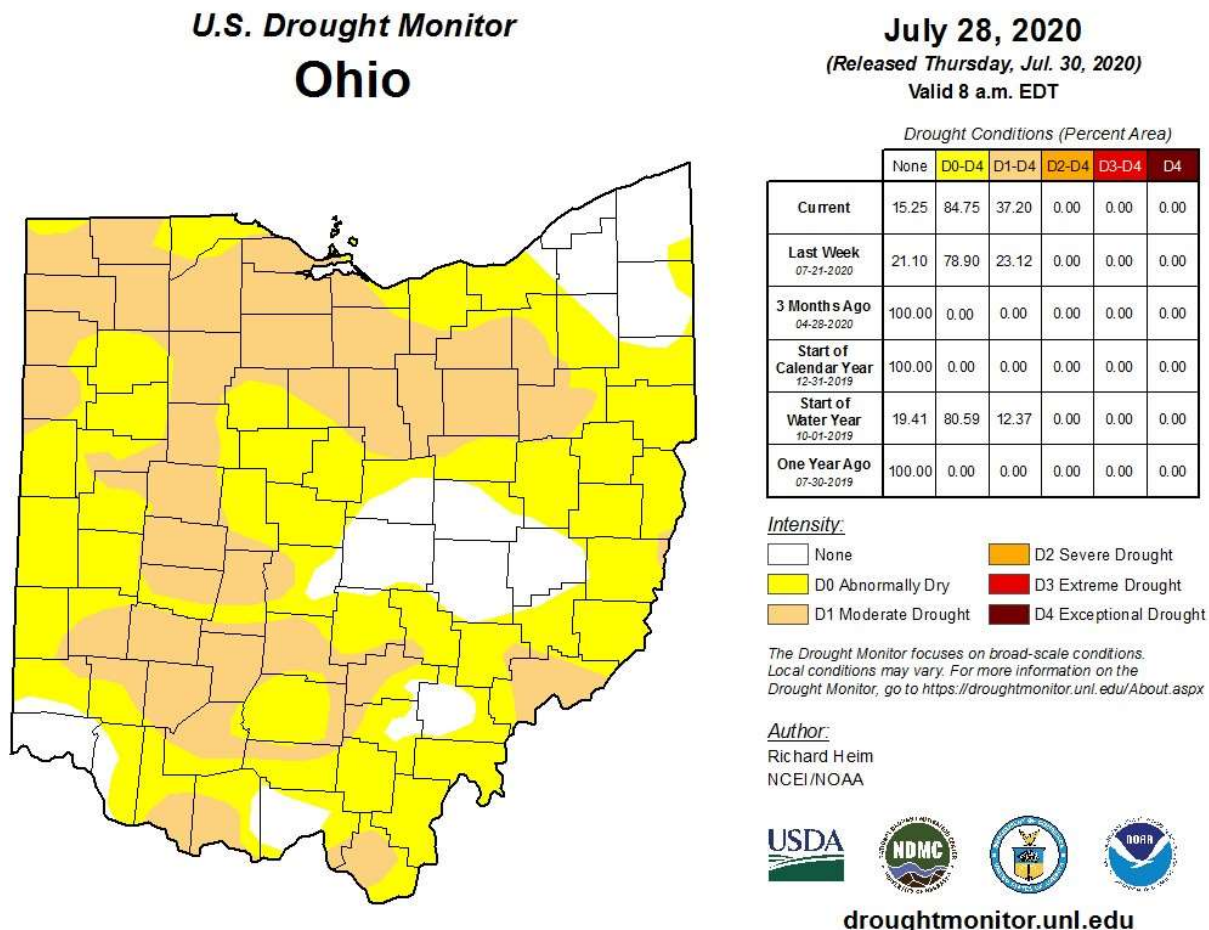 U.S. Drought Monitor
Ohio
July 28, 2020
(Released Thursday, Jul. 30, 2020)
Valid 8 a.m. EDT
Drought Conditions (Percent Area)
None D0-D4 D1-D4 D2-D4 D3-D4 D4
Current 15.25 84.75 37.20 0.00 0.00 0.00
Last Week
07-21-2020
21.10 78.90 23.12 0.00 0.00 0.00
3 Months Ago
04-28-2020
100.00 0.00 0.00 0.00 0.00 0.00
Start of
Calendar Year
12-31-2019
100.00 0.00 0.00 0.00 0.00 0.00
Start of
Water Year
10-01-2019
19.41 80.59 12.37 0.00 0.00 0.00
One Year Ago
07-30-2019
100.00 0.00 0.00 0.00 0.00 0.00
Intensity:
None
D0 Abnormally Dry
D1 Moderate Drought
D2 Severe Drought
D3 Extreme Drought
D4 Exceptional Drought
The Drought Monitor focuses on broad-scale conditions.
Local conditions may vary. For more information on the
Drought Monitor, go to https://droughtmonitor.unl.edu/About.aspx
Author:
Richard Heim
NCEI/NOAA
USDA
NDMC
NOAA
droughtmonitor.unl.edu